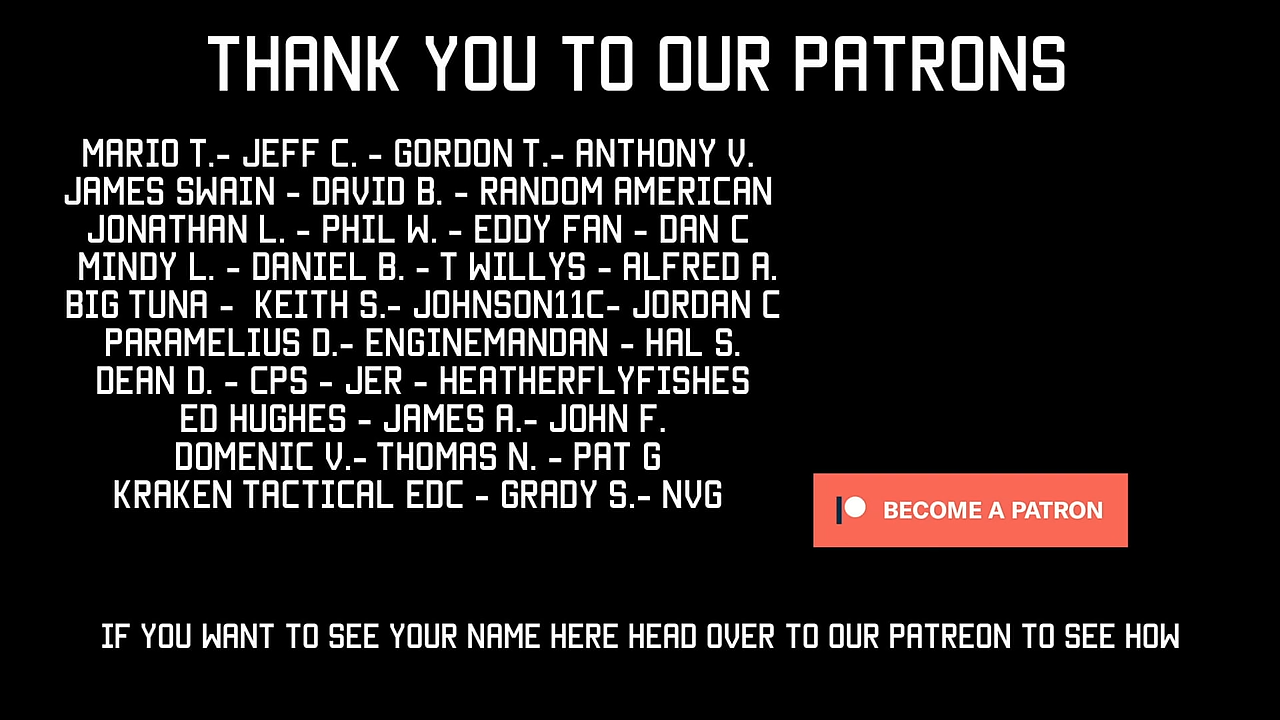 THANK YOU TO OUR PATRONS
MARIO T.- JEFF C. - GORDON T.- ANTHONY V.
JAMES SWAIN - DAVID B. - RANDOM AMERICAN
JONATHAN L. - PHIL W. - EDDY FAN - DAN C
MINDY L. - DANIEL B. - T WILLYS - ALFRED A.
BIG TUNA - KEITH S.- JOHNSON11C- JORDAN C
PARAMELIUS D.- ENGINEMANDAN - HAL S.
DEAN D. - CPS - JER - HEATHERFLYFISHES
ED HUGHES - JAMES A.- JOHN F.
DOMENIC V.- THOMAS N. - PAT G
KRAKEN TACTICAL EDC - GRADY S.- NVG
BECOME A PATRON
IF YOU WANT TO SEE YOUR NAME HERE HEAD OVER TO OUR PATREON TO SEE HOW